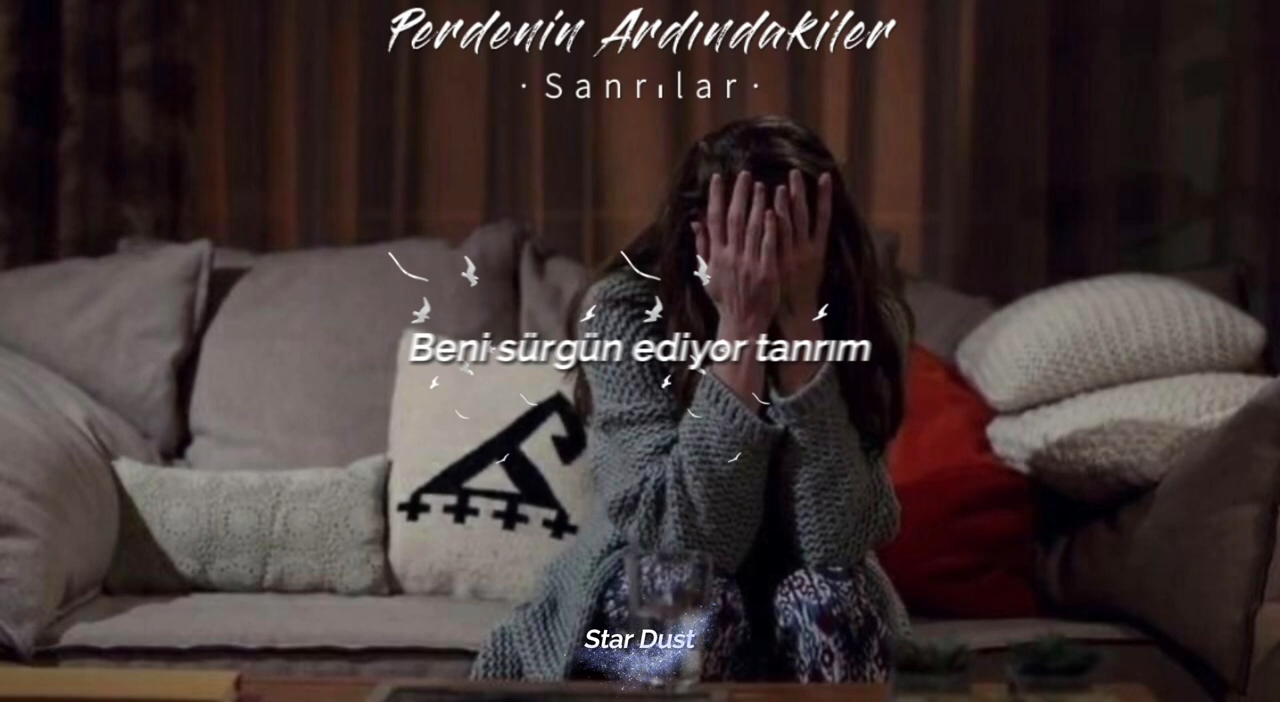 Perdenin Ardındakiler
·Sanrılar·
Beni sürgün ediyor tanrım
Star Dust